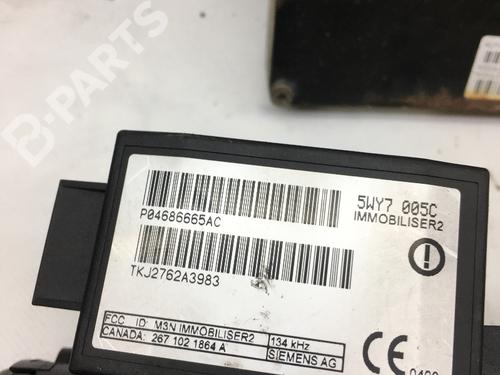 B-PARTS
5WY7 005C
IMMOBILISER2
P04686665AC
TKJ2762A3983
FCC ID: M3N IMMOBILISER2
CANADA: 267 102 1864 A
134 kHz
SIEMENS AG
CE